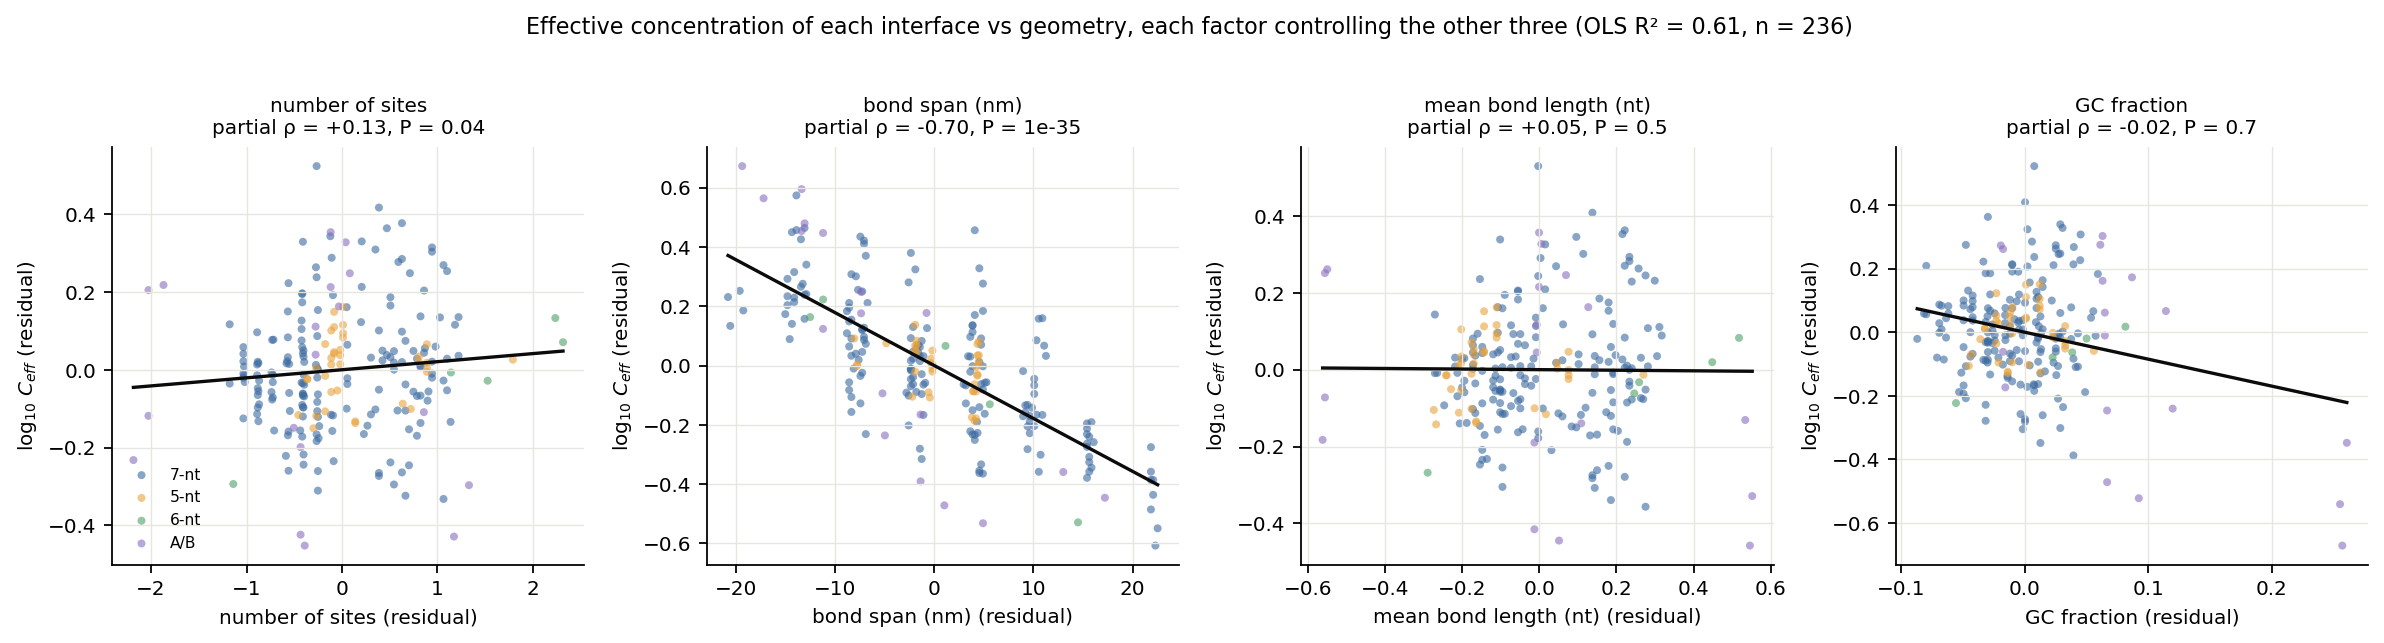 Effective concentration of each interface vs geometry, each factor controlling the other three (OLS R² = 0.61, n = 236)
number of sites
partial ρ = +0.13, P = 0.04
log₁₀ C_eff (residual)
0.4
0.2
0.0
−0.2
−0.4
7-nt
5-nt
6-nt
A/B
−2
−1
0
1
2
number of sites (residual)
bond span (nm)
partial ρ = -0.70, P = 1e-35
log₁₀ C_eff (residual)
0.6
0.4
0.2
0.0
−0.2
−0.4
−0.6
−20
−10
0
10
20
bond span (nm) (residual)
mean bond length (nt)
partial ρ = +0.05, P = 0.5
log₁₀ C_eff (residual)
0.4
0.2
0.0
−0.2
−0.4
−0.6
−0.4
−0.2
0.0
0.2
0.4
0.6
mean bond length (nt) (residual)
GC fraction
partial ρ = -0.02, P = 0.7
log₁₀ C_eff (residual)
0.4
0.2
0.0
−0.2
−0.4
−0.6
−0.1
0.0
0.1
0.2
GC fraction (residual)